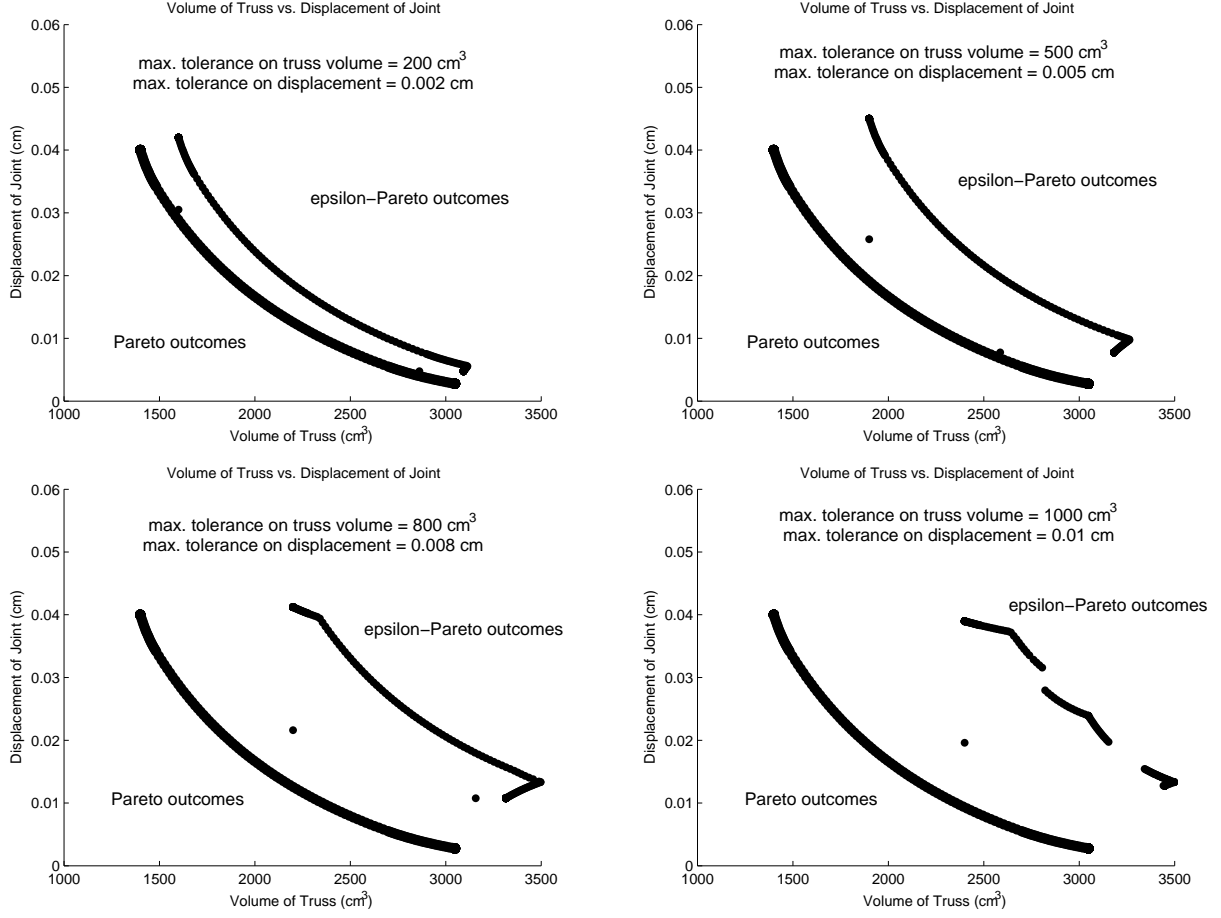 Volume of Truss vs. Displacement of Joint
max. tolerance on truss volume = 200 cm³
max. tolerance on displacement = 0.002 cm
epsilon−Pareto outcomes
Pareto outcomes
Displacement of Joint (cm)
0.06
0.05
0.04
0.03
0.02
0.01
0
1000 1500 2000 2500 3000 3500
Volume of Truss (cm³)
Volume of Truss vs. Displacement of Joint
max. tolerance on truss volume = 500 cm³
max. tolerance on displacement = 0.005 cm
epsilon−Pareto outcomes
Pareto outcomes
Displacement of Joint (cm)
0.06
0.05
0.04
0.03
0.02
0.01
0
1000 1500 2000 2500 3000 3500
Volume of Truss (cm³)
Volume of Truss vs. Displacement of Joint
max. tolerance on truss volume = 800 cm³
max. tolerance on displacement = 0.008 cm
epsilon−Pareto outcomes
Pareto outcomes
Displacement of Joint (cm)
0.06
0.05
0.04
0.03
0.02
0.01
0
1000 1500 2000 2500 3000 3500
Volume of Truss (cm³)
Volume of Truss vs. Displacement of Joint
max. tolerance on truss volume = 1000 cm³
max. tolerance on displacement = 0.01 cm
epsilon−Pareto outcomes
Pareto outcomes
Displacement of Joint (cm)
0.06
0.05
0.04
0.03
0.02
0.01
0
1000 1500 2000 2500 3000 3500
Volume of Truss (cm³)